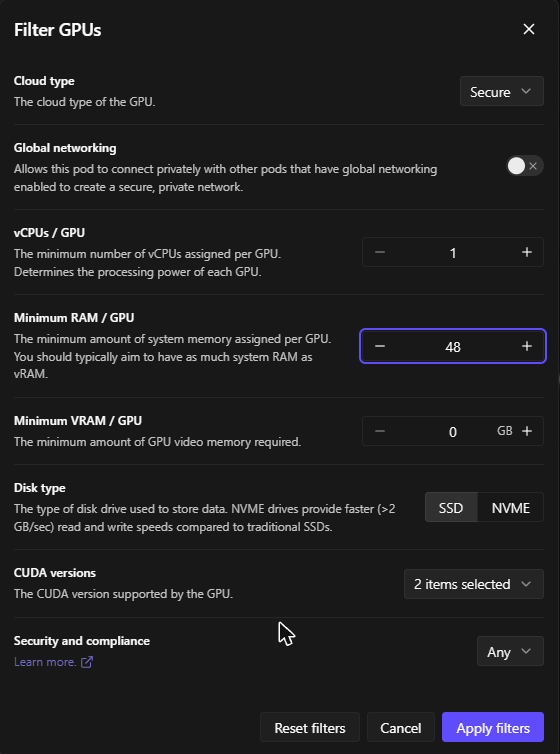 Filter GPUs
Cloud type
The cloud type of the GPU.
Secure
Global networking
Allows this pod to connect privately with other pods that have global networking
enabled to create a secure, private network.
vCPUs / GPU
The minimum number of vCPUs assigned per GPU.
Determines the processing power of each GPU.
1
Minimum RAM / GPU
The minimum amount of system memory assigned per GPU.
You should typically aim to have as much system RAM as
vRAM.
48
Minimum VRAM / GPU
The minimum amount of GPU video memory required.
0 GB
Disk type
The type of disk drive used to store data. NVME drives provide faster (>2
GB/sec) read and write speeds compared to traditional SSDs.
SSD NVME
CUDA versions
The CUDA version supported by the GPU.
2 items selected
Security and compliance
Learn more.
Any
Reset filters Cancel Apply filters